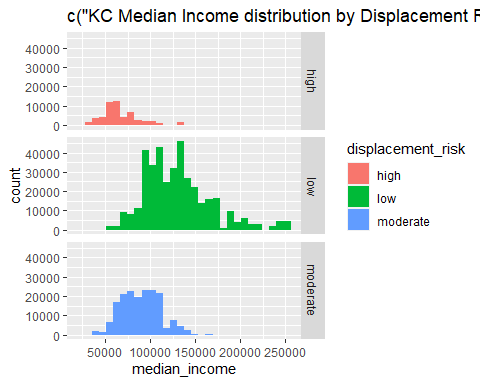 c("KC Median Income distribution by Displacement R
40000
30000
20000
10000
0
high
40000
30000
20000
10000
0
low
40000
30000
20000
10000
0
moderate
count
50000 100000 150000 200000 250000
median_income
displacement_risk
high
low
moderate